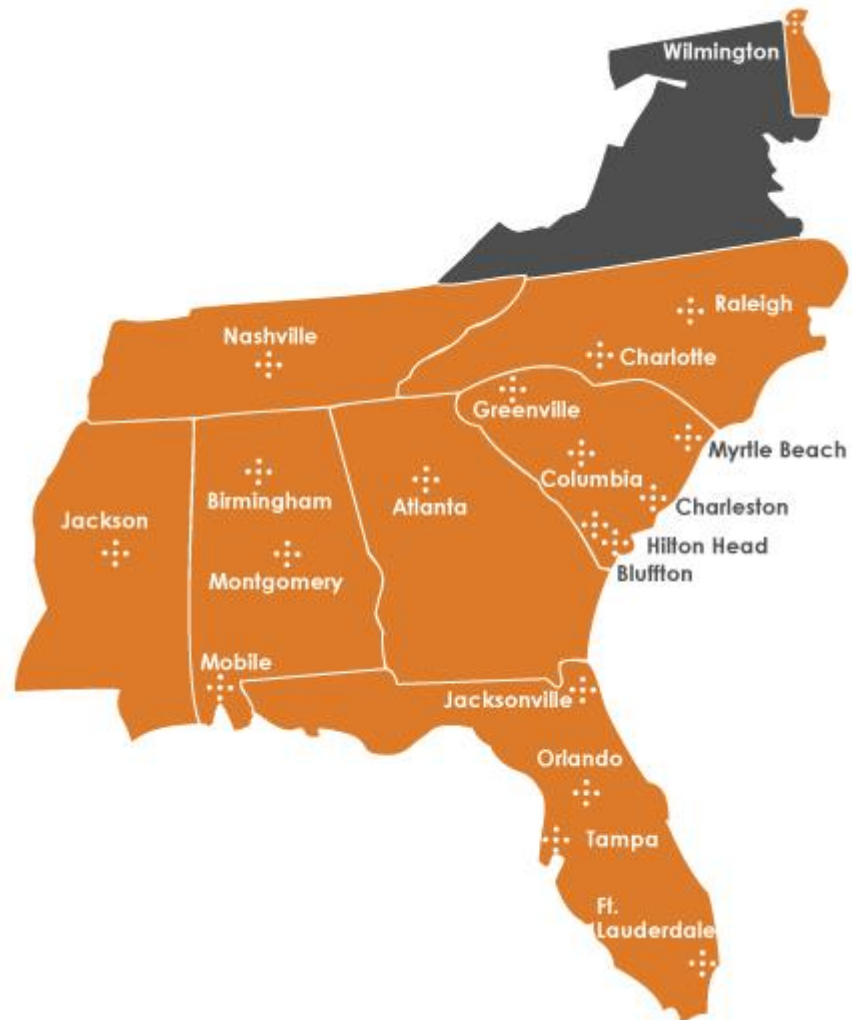 Wilmington
Raleigh
Nashville
Charlotte
Greenville
Myrtle Beach
Columbia
Birmingham
Atlanta
Charleston
Jackson
Hilton Head
Bluffton
Montgomery
Mobile
Jacksonville
Orlando
Tampa
Ft.
Lauderdale